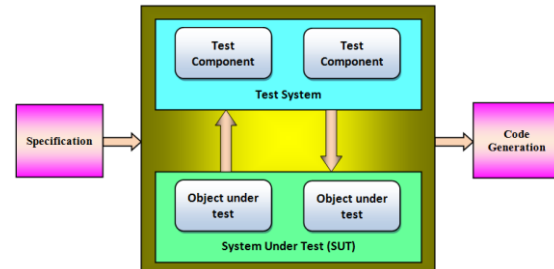 Test
Component
Test
Component
Test System
Specification
Code
Generation
Object under
test
Object under
test
System Under Test (SUT)